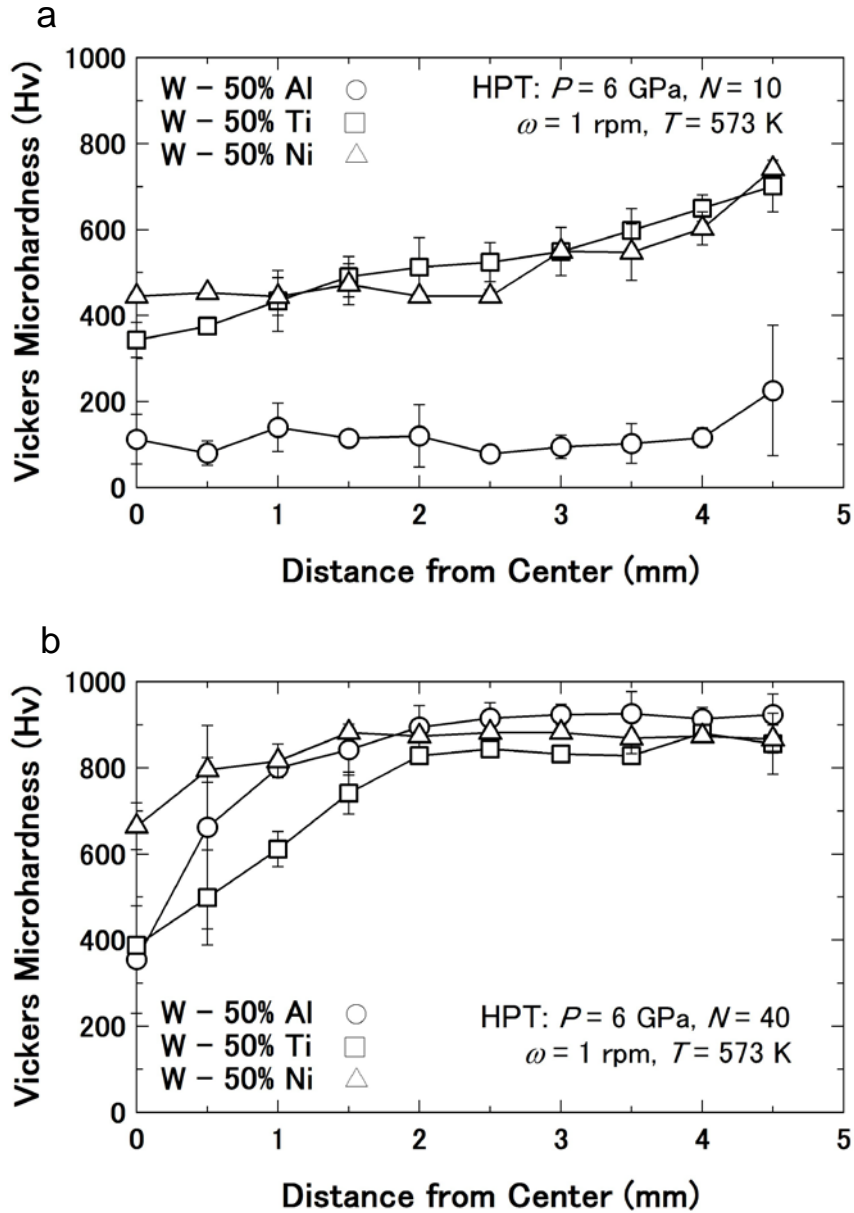 a
Vickers Microhardness (Hv)
1000
800
600
400
200
0
W – 50% Al
W – 50% Ti
W – 50% Ni
HPT: P = 6 GPa, N = 10
ω = 1 rpm, T = 573 K
0 1 2 3 4 5
Distance from Center (mm)
b
Vickers Microhardness (Hv)
1000
800
600
400
200
0
W – 50% Al
W – 50% Ti
W – 50% Ni
HPT: P = 6 GPa, N = 40
ω = 1 rpm, T = 573 K
0 1 2 3 4 5
Distance from Center (mm)